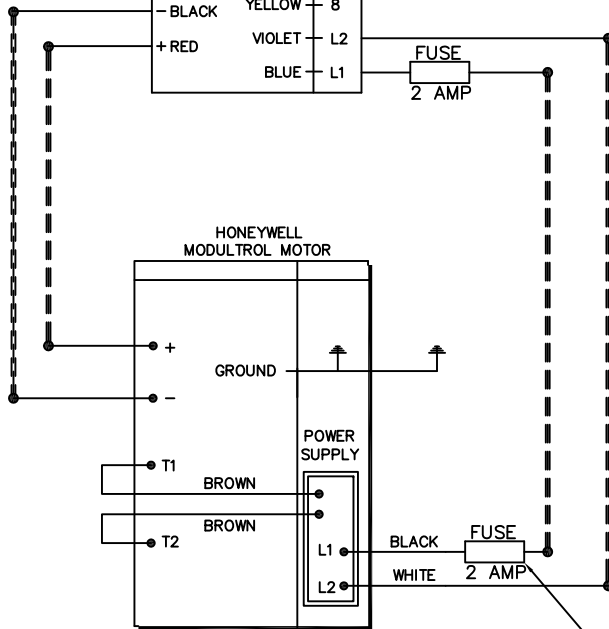 YELLOW 8
- BLACK
VIOLET L2
+ RED
FUSE
BLUE L1
2 AMP
HONEYWELL
MODULTROL MOTOR
+
GROUND
-
POWER
SUPPLY
T1
BROWN
BROWN
FUSE
T2
BLACK
L1
2 AMP
WHITE
L2